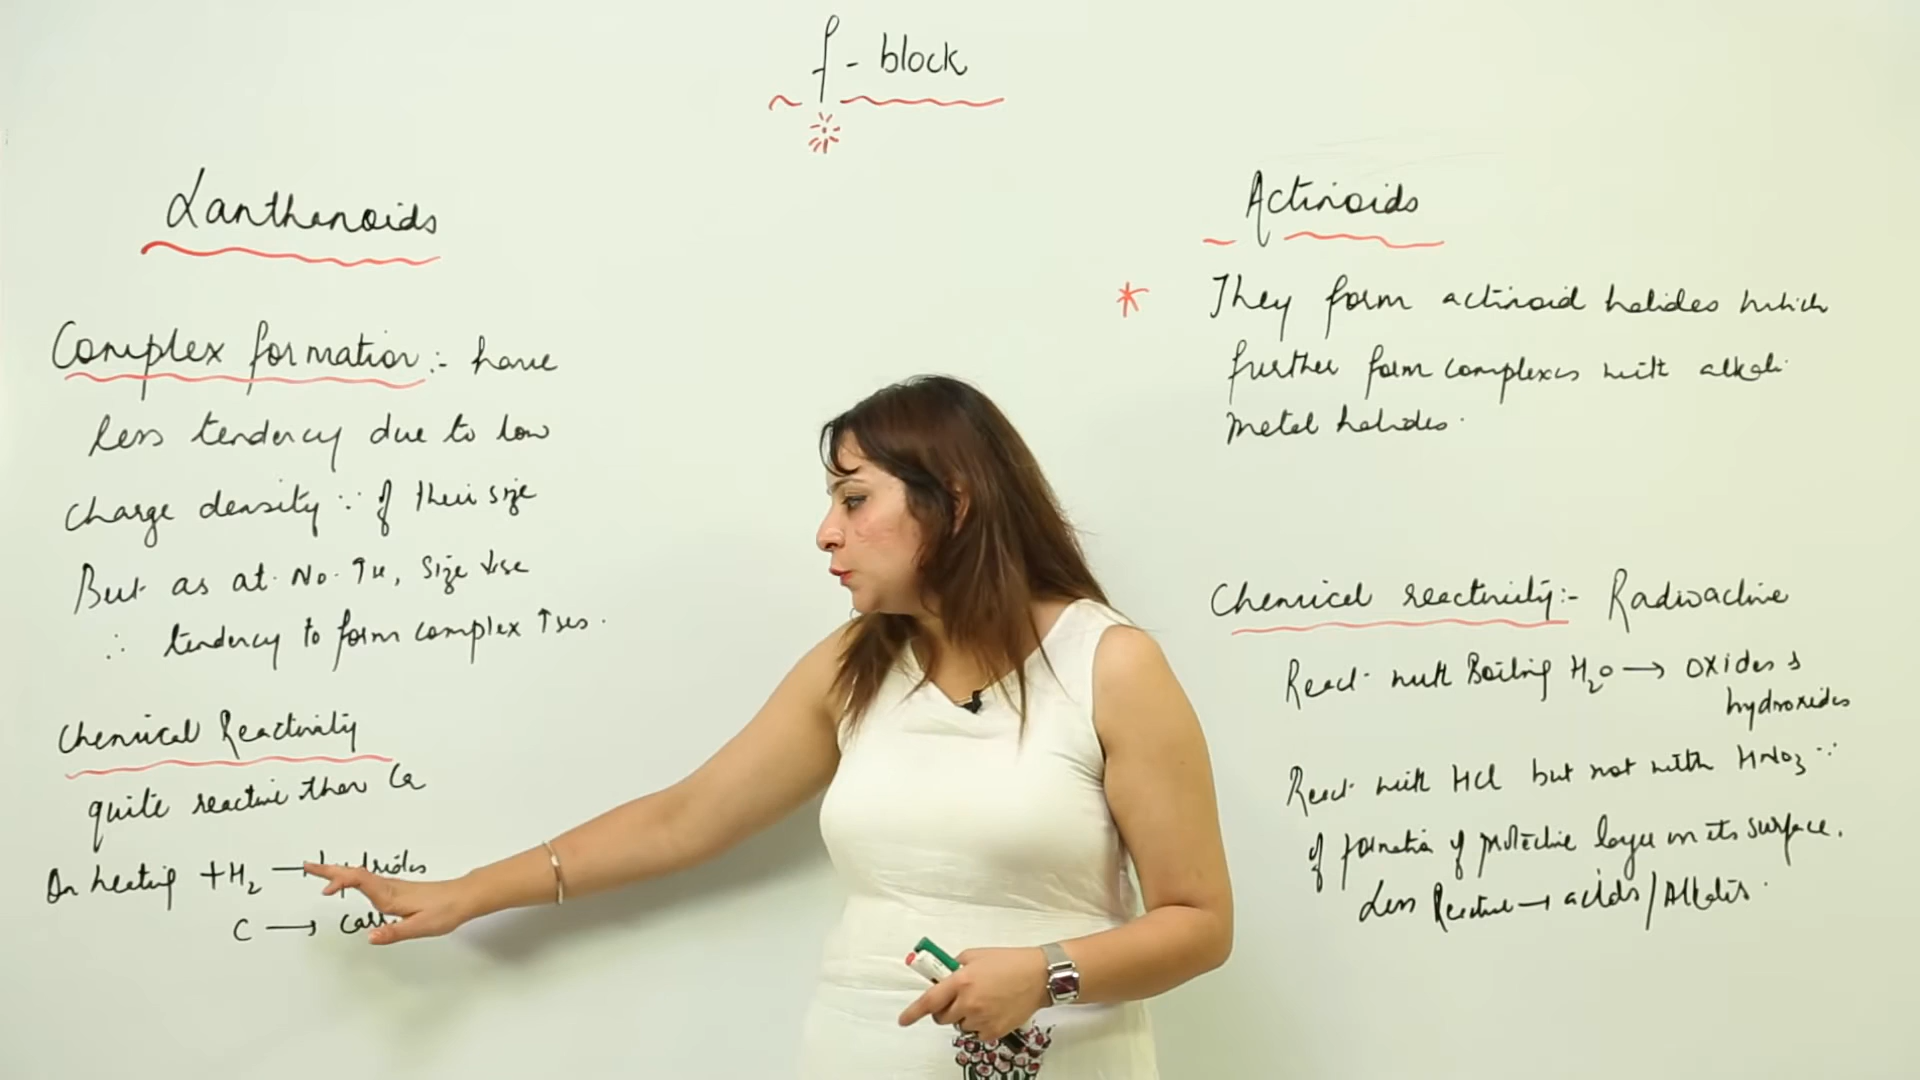 f - block
Lanthanoids
Complex formation :- have
less tendency due to low
charge density ∵ of their size
But as at. No. ↑se, size ↓se
∴ tendency to form complex ↑ses.
Chemical Reactivity
quite reactive than Ca
On heating +H₂ → hydrides
C →
Actinoids
* They form actinoid halides which
further form complexes with alkali
metal halides.
Chemical reactivity :- Radioactive
React with Boiling H₂O → oxides &
hydroxides
React with HCl but not with HNO₃ ∵
of formation of protective layer on its surface.
Less Reactive → acids / Alkalis.